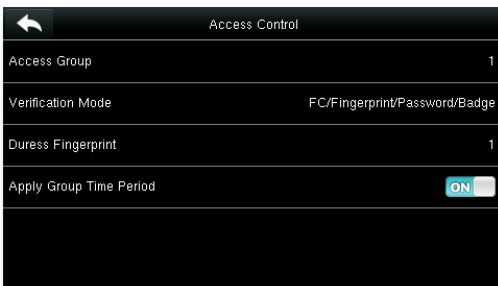 Access Control
Access Group 1
Verification Mode FC/Fingerprint/Password/Badge
Duress Fingerprint 1
Apply Group Time Period ON